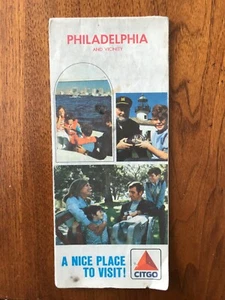 PHILADELPHIA
AND VICINITY
A NICE PLACE
TO VISIT!
CITGO